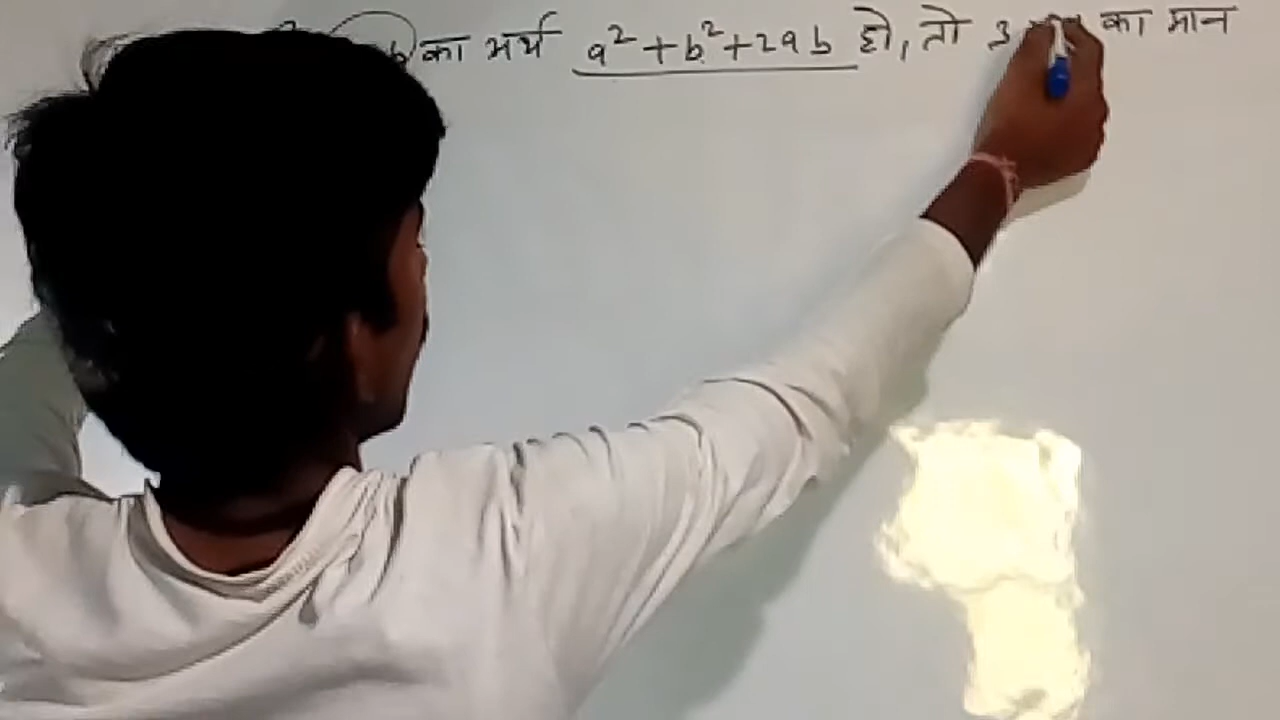 b का अर्थ a²+b²+2ab हो, तो 3 का मान